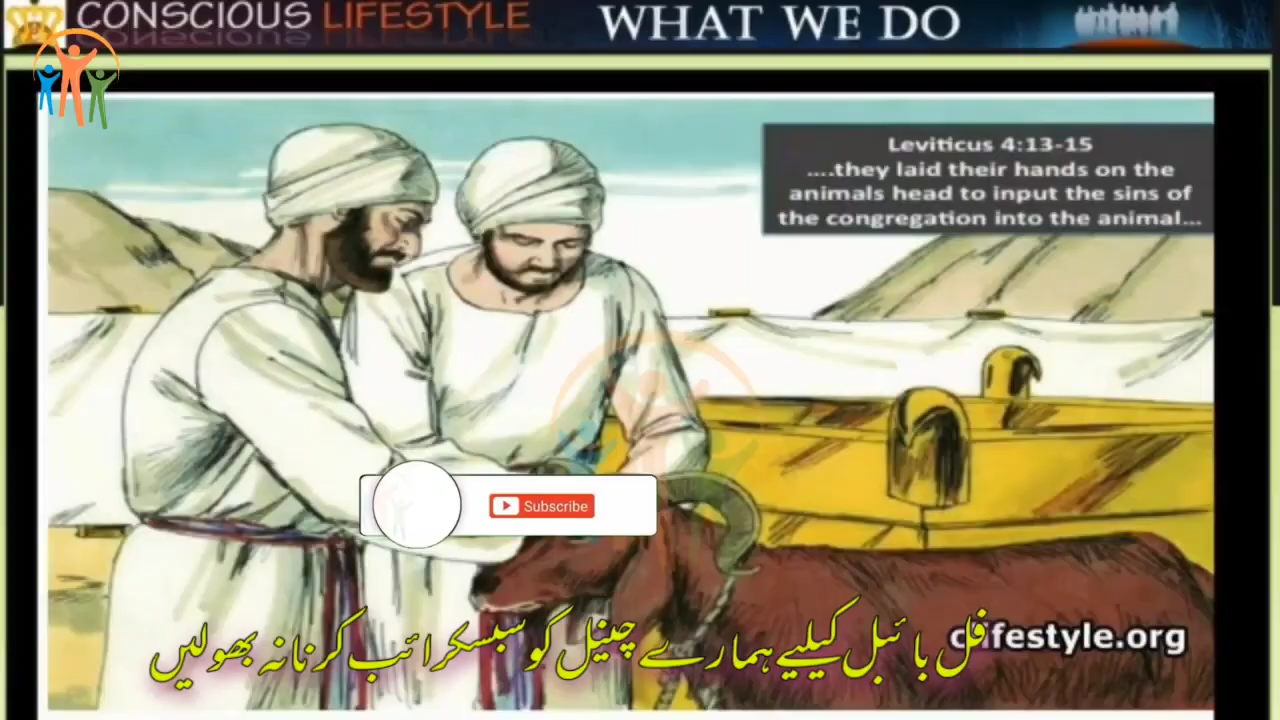 CONSCIOUS LIFESTYLE
WHAT WE DO
Leviticus 4:13-15
....they laid their hands on the
animals head to input the sins of
the congregation into the animal...
Subscribe
فل بائبل کیلیے ہمارے چینل کو سبسکرائب کرنا نہ بھولیں
clifestyle.org